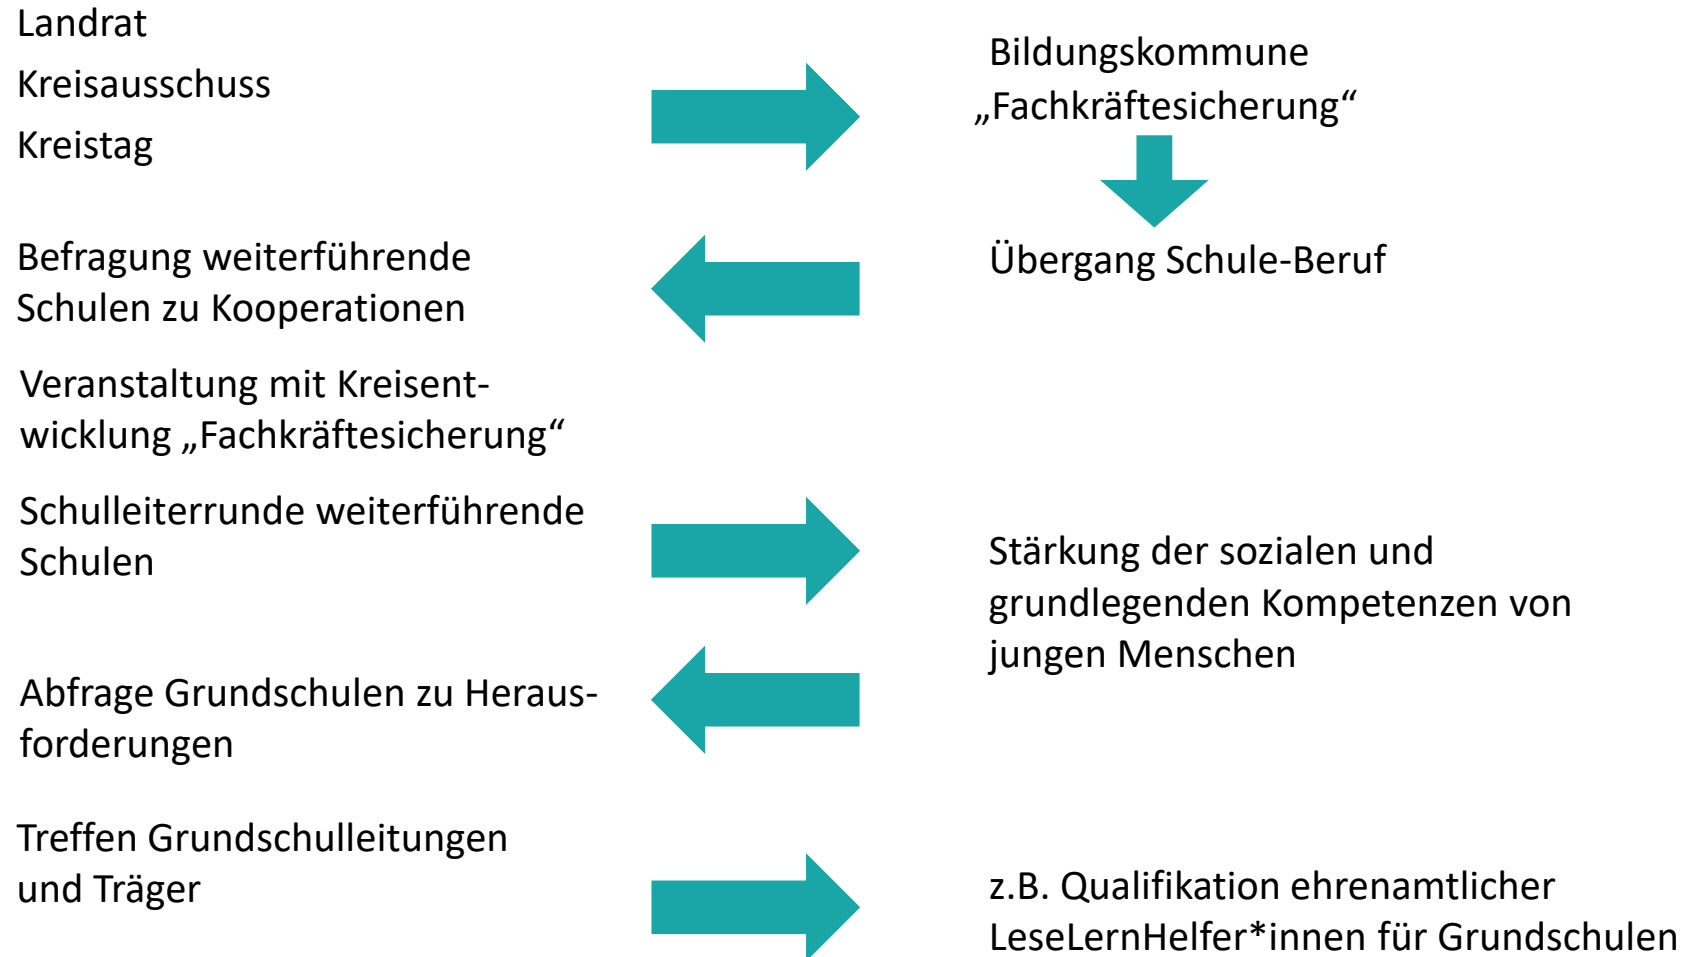 Landrat
Kreisausschuss
Kreistag
Bildungskommune
„Fachkräftesicherung“
Übergang Schule-Beruf
Befragung weiterführende
Schulen zu Kooperationen
Veranstaltung mit Kreisent-
wicklung „Fachkräftesicherung“
Schulleiterrunde weiterführende
Schulen
Stärkung der sozialen und
grundlegenden Kompetenzen von
jungen Menschen
Abfrage Grundschulen zu Heraus-
forderungen
Treffen Grundschulleitungen
und Träger
z.B. Qualifikation ehrenamtlicher
LeseLernHelfer*innen für Grundschulen